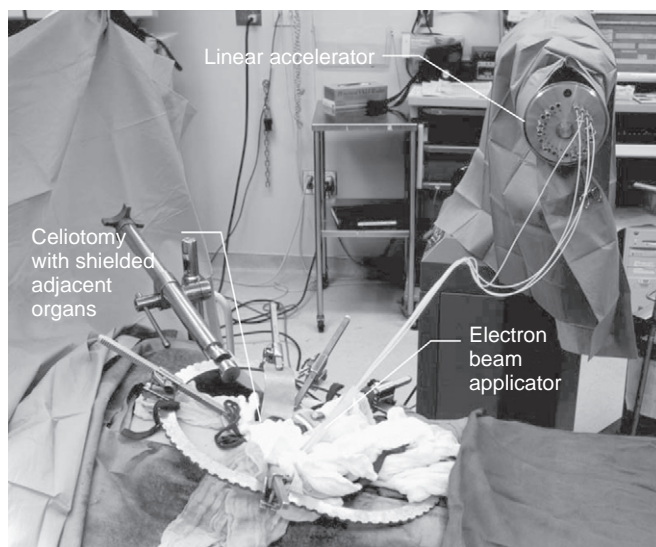 Linear accelerator
Celiotomy
with shielded
adjacent
organs
Electron
beam
applicator